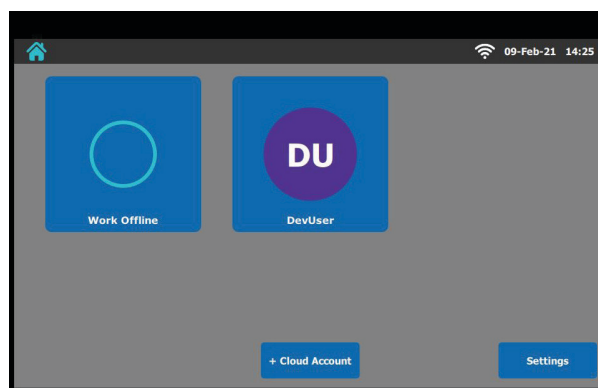 09-Feb-21 14:25
DU
Work Offline
DevUser
+ Cloud Account
Settings